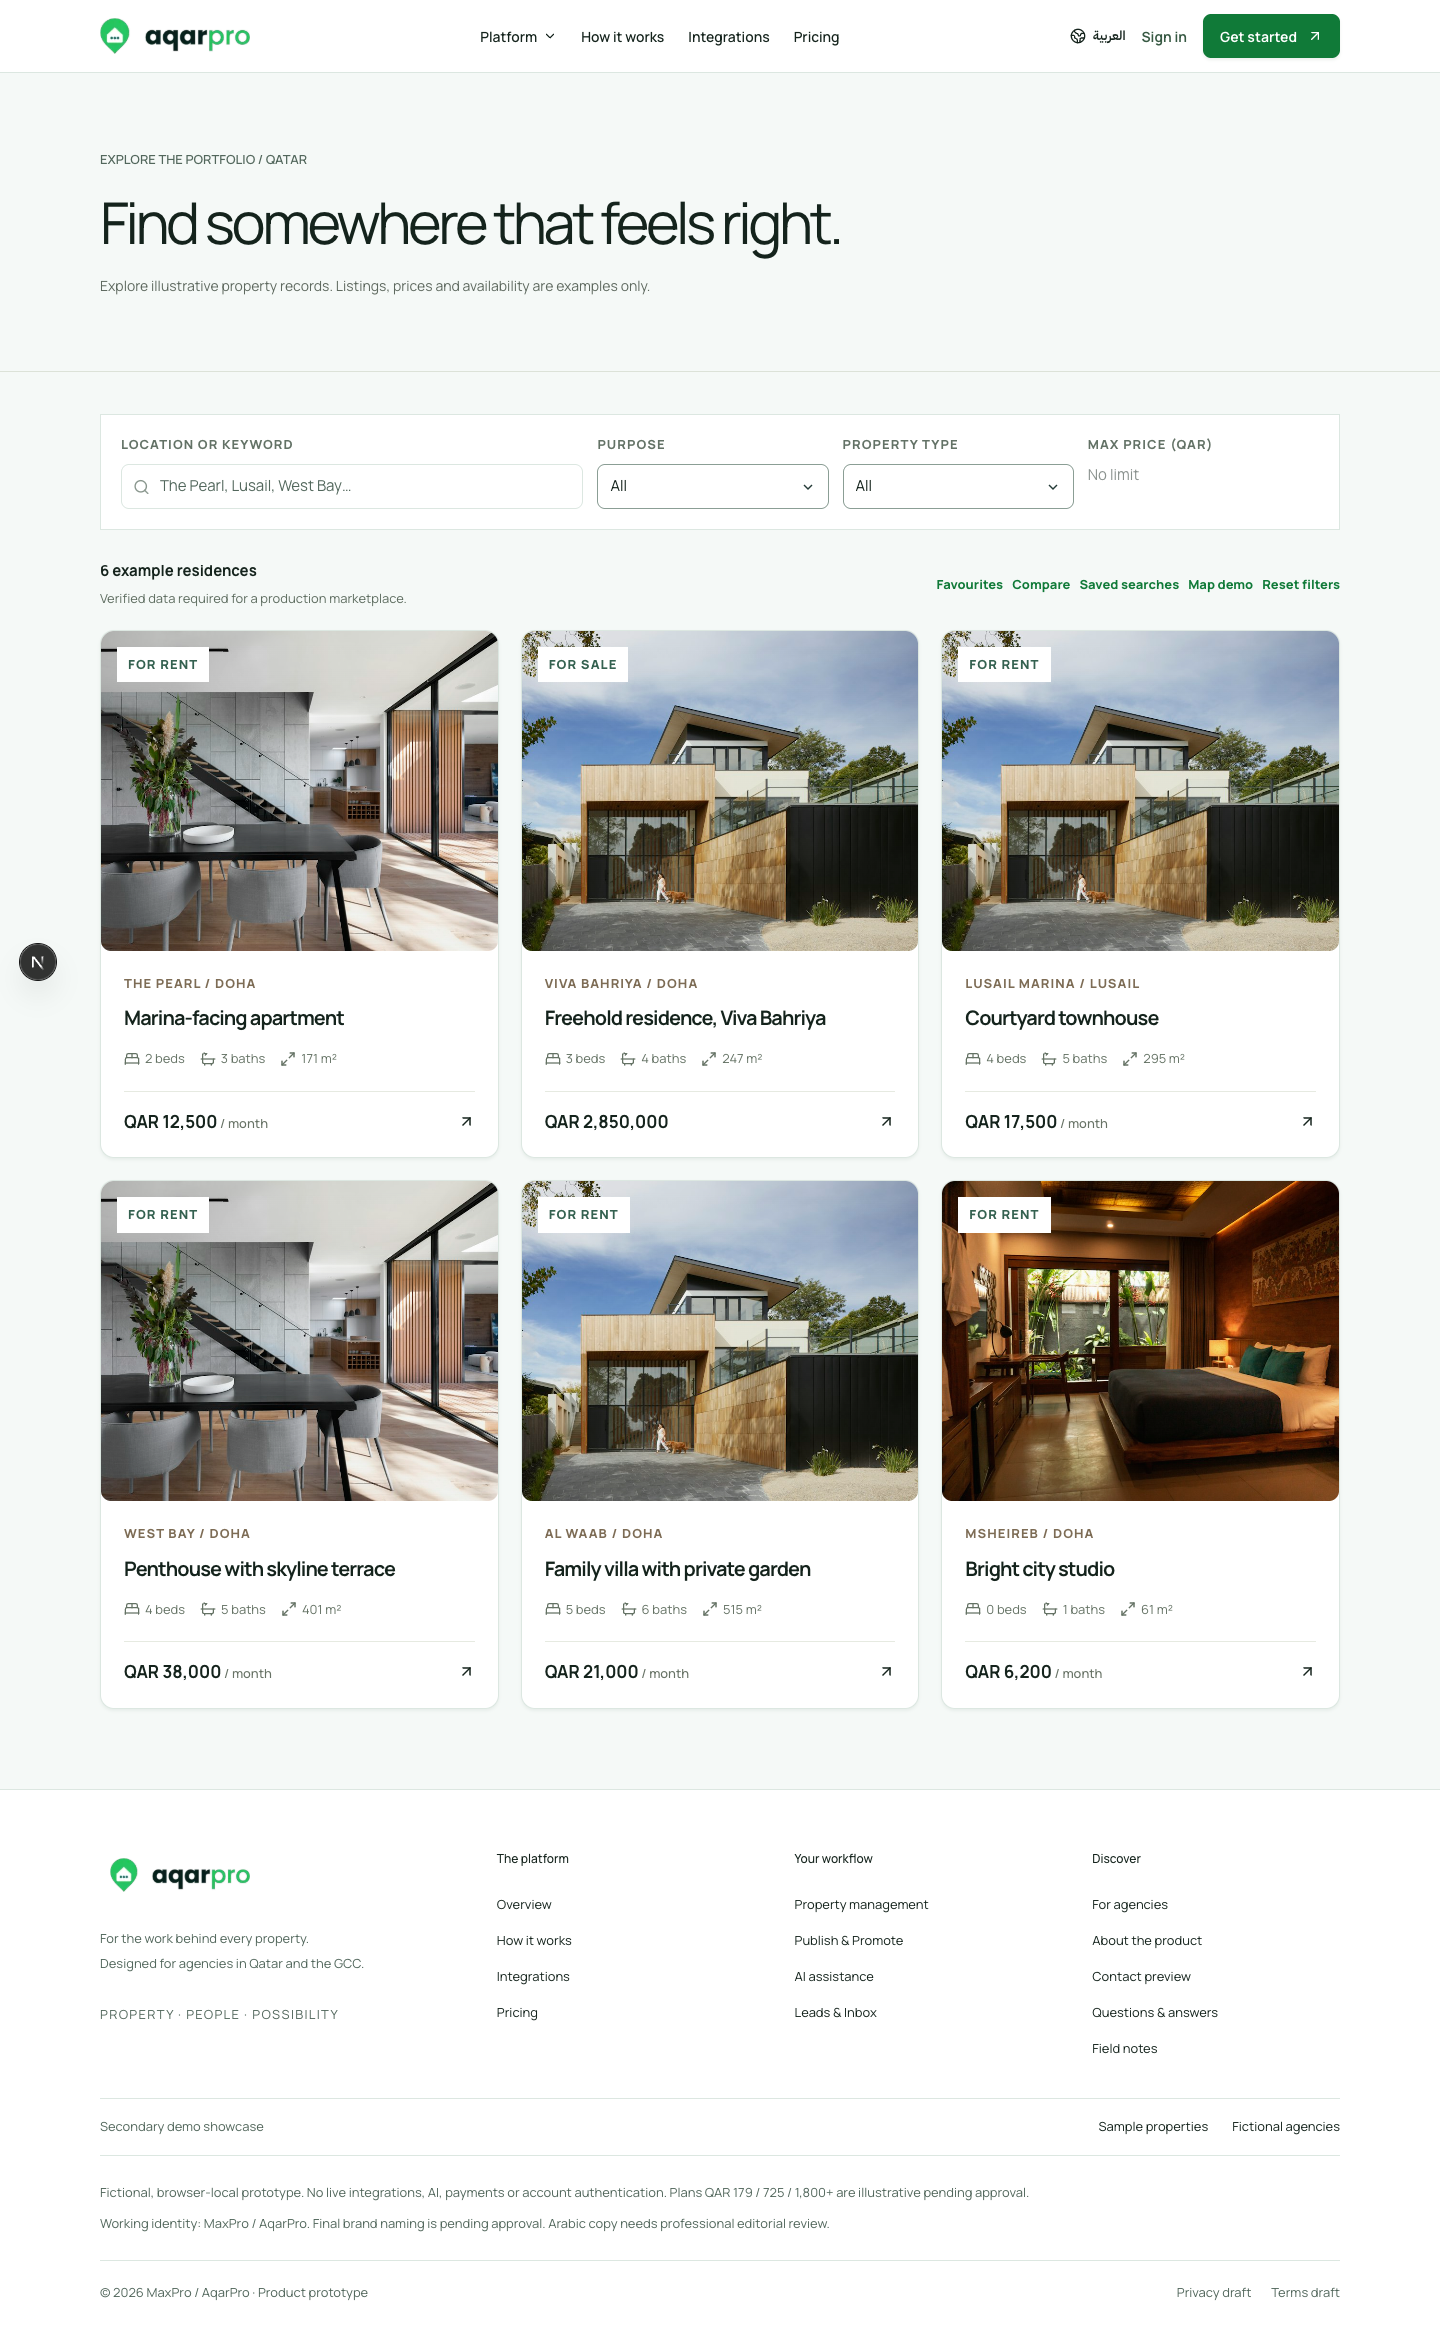 aqarpro
Platform
How it works
Integrations
Pricing
العربية
Sign in
Get started
EXPLORE THE PORTFOLIO / QATAR
Find somewhere that feels right.
Explore illustrative property records. Listings, prices and availability are examples only.
LOCATION OR KEYWORD
PURPOSE
PROPERTY TYPE
MAX PRICE (QAR)
The Pearl, Lusail, West Bay...
All
All
No limit
6 example residences
Verified data required for a production marketplace.
Favourites
Compare
Saved searches
Map demo
Reset filters
FOR RENT
THE PEARL / DOHA
Marina-facing apartment
2 beds 3 baths 171 m²
QAR 12,500 / month
FOR SALE
VIVA BAHRIYA / DOHA
Freehold residence, Viva Bahriya
3 beds 4 baths 247 m²
QAR 2,850,000
FOR RENT
LUSAIL MARINA / LUSAIL
Courtyard townhouse
4 beds 5 baths 295 m²
QAR 17,500 / month
FOR RENT
WEST BAY / DOHA
Penthouse with skyline terrace
4 beds 5 baths 401 m²
QAR 38,000 / month
FOR RENT
AL WAAB / DOHA
Family villa with private garden
5 beds 6 baths 515 m²
QAR 21,000 / month
FOR RENT
MSHEIREB / DOHA
Bright city studio
0 beds 1 baths 61 m²
QAR 6,200 / month
N
aqarpro
For the work behind every property.
Designed for agencies in Qatar and the GCC.
PROPERTY · PEOPLE · POSSIBILITY
The platform
Overview
How it works
Integrations
Pricing
Your workflow
Property management
Publish & Promote
AI assistance
Leads & Inbox
Discover
For agencies
About the product
Contact preview
Questions & answers
Field notes
Secondary demo showcase
Sample properties
Fictional agencies
Fictional, browser-local prototype. No live integrations, AI, payments or account authentication. Plans QAR 179 / 725 / 1,800+ are illustrative pending approval.
Working identity: MaxPro / AqarPro. Final brand naming is pending approval. Arabic copy needs professional editorial review.
© 2026 MaxPro / AqarPro · Product prototype
Privacy draft
Terms draft